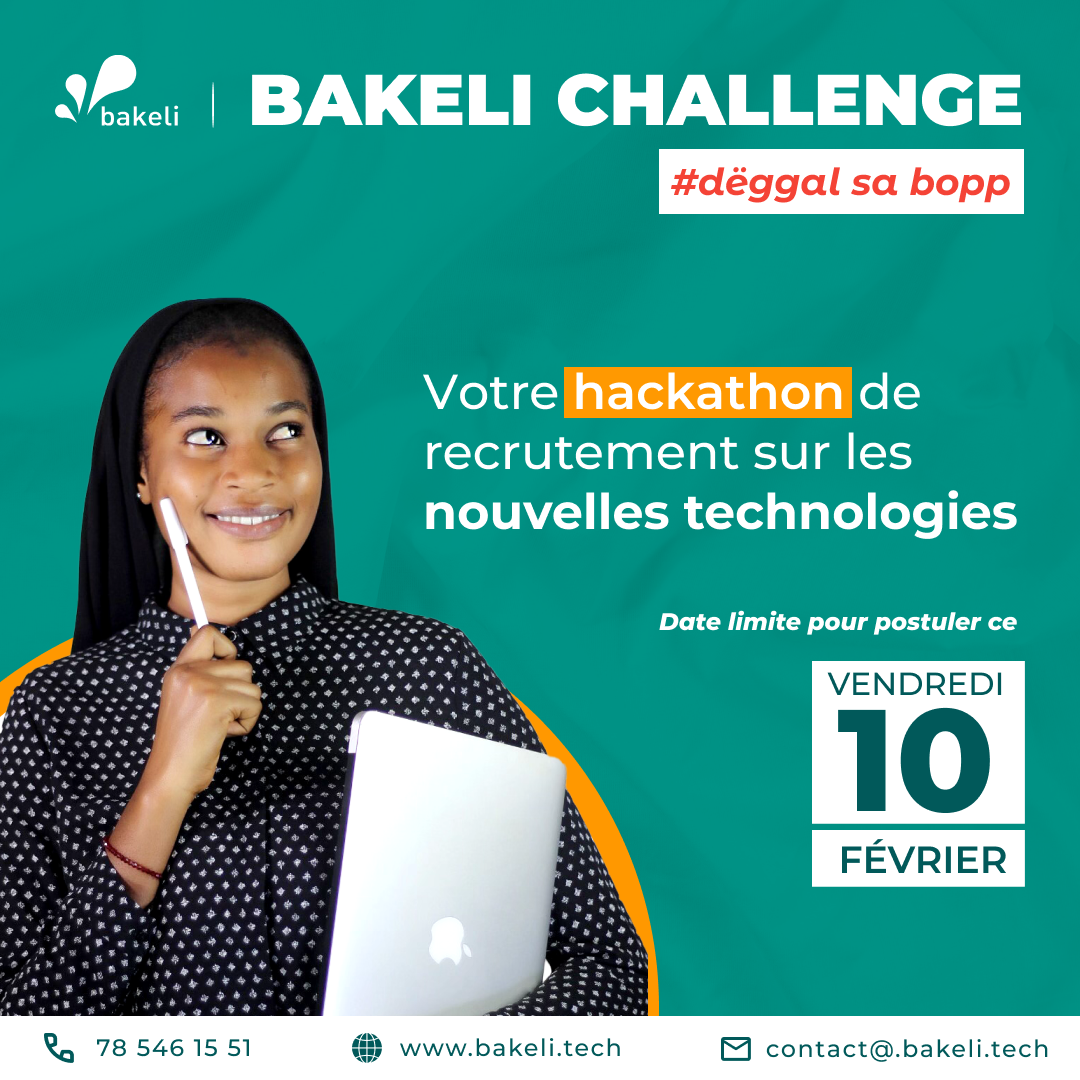 bakeli
BAKELI CHALLENGE
#dëggal sa bopp
Votre hackathon de
recrutement sur les
nouvelles technologies
Date limite pour postuler ce
VENDREDI
10
FÉVRIER
78 546 15 51
www.bakeli.tech
contact@.bakeli.tech